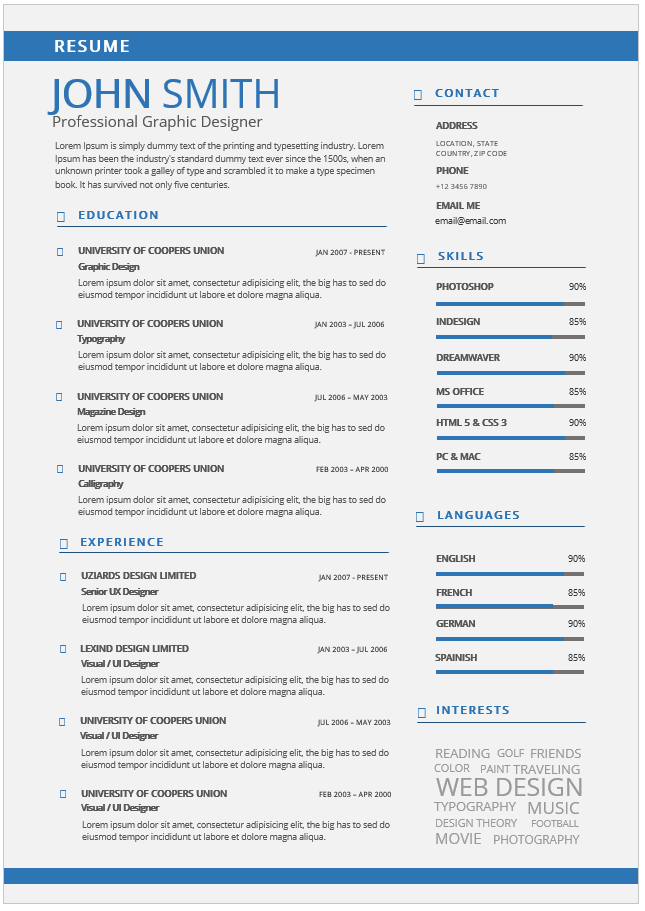 RESUME
JOHN SMITH
Professional Graphic Designer
Lorem Ipsum is simply dummy text of the printing and typesetting industry. Lorem
Ipsum has been the industry's standard dummy text ever since the 1500s, when an
unknown printer took a galley of type and scrambled it to make a type specimen
book. It has survived not only five centuries.
EDUCATION
UNIVERSITY OF COOPERS UNION JAN 2007 - PRESENT
Graphic Design
Lorem ipsum dolor sit amet, consectetur adipisicing elit, the big has to sed do
eiusmod tempor incididunt ut labore et dolore magna aliqua.
UNIVERSITY OF COOPERS UNION JAN 2003 – JUL 2006
Typography
Lorem ipsum dolor sit amet, consectetur adipisicing elit, the big has to sed do
eiusmod tempor incididunt ut labore et dolore magna aliqua.
UNIVERSITY OF COOPERS UNION JUL 2006 – MAY 2003
Magazine Design
Lorem ipsum dolor sit amet, consectetur adipisicing elit, the big has to sed do
eiusmod tempor incididunt ut labore et dolore magna aliqua.
UNIVERSITY OF COOPERS UNION FEB 2003 – APR 2000
Calligraphy
Lorem ipsum dolor sit amet, consectetur adipisicing elit, the big has to sed do
eiusmod tempor incididunt ut labore et dolore magna aliqua.
EXPERIENCE
UZIARDS DESIGN LIMITED JAN 2007 - PRESENT
Senior UX Designer
Lorem ipsum dolor sit amet, consectetur adipisicing elit, the big has to sed do
eiusmod tempor incididunt ut labore et dolore magna aliqua.
LEXIND DESIGN LIMITED JAN 2003 – JUL 2006
Visual / UI Designer
Lorem ipsum dolor sit amet, consectetur adipisicing elit, the big has to sed do
eiusmod tempor incididunt ut labore et dolore magna aliqua.
UNIVERSITY OF COOPERS UNION JUL 2006 – MAY 2003
Visual / UI Designer
Lorem ipsum dolor sit amet, consectetur adipisicing elit, the big has to sed do
eiusmod tempor incididunt ut labore et dolore magna aliqua.
UNIVERSITY OF COOPERS UNION FEB 2003 – APR 2000
Visual / UI Designer
Lorem ipsum dolor sit amet, consectetur adipisicing elit, the big has to sed do
eiusmod tempor incididunt ut labore et dolore magna aliqua.
CONTACT
ADDRESS
LOCATION, STATE
COUNTRY, ZIP CODE
PHONE
+12 3456 7890
EMAIL ME
email@email.com
SKILLS
PHOTOSHOP 90%
INDESIGN 85%
DREAMWAVER 90%
MS OFFICE 85%
HTML 5 & CSS 3 90%
PC & MAC 85%
LANGUAGES
ENGLISH 90%
FRENCH 85%
GERMAN 90%
SPAINISH 85%
INTERESTS
READING GOLF FRIENDS
COLOR PAINT TRAVELING
WEB DESIGN
TYPOGRAPHY MUSIC
DESIGN THEORY FOOTBALL
MOVIE PHOTOGRAPHY